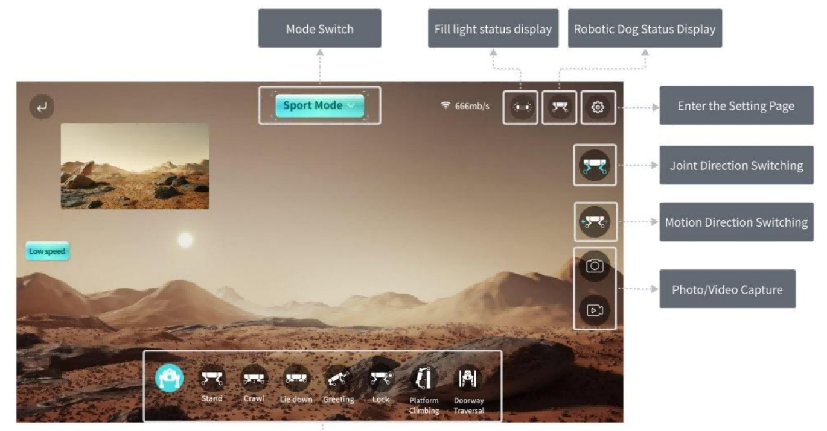 Mode Switch
Fill light status display
Robotic Dog Status Display
Sport Mode
666mb/s
Enter the Setting Page
Joint Direction Switching
Low speed
Motion Direction Switching
Photo/Video Capture
Stand
Crawl
Lie down
Greeting
Lock
Platform
Climbing
Doorway
Traversal